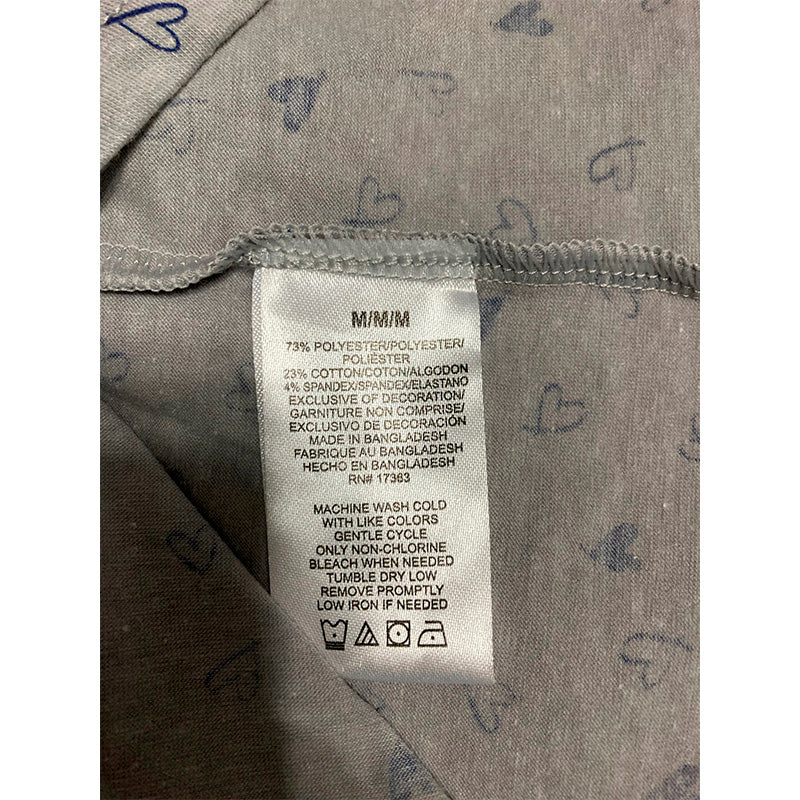 M/M/M
73% POLYESTER/POLYESTER/
POLIÉSTER
23% COTTON/COTON/ALGODON
4% SPANDEX/SPANDEX/ELASTANO
EXCLUSIVE OF DECORATION/
GARNITURE NON COMPRISE/
EXCLUSIVO DE DECORACIÓN
MADE IN BANGLADESH
FABRIQUE AU BANGLADESH
HECHO EN BANGLADESH
RN# 17363
MACHINE WASH COLD
WITH LIKE COLORS
GENTLE CYCLE
ONLY NON-CHLORINE
BLEACH WHEN NEEDED
TUMBLE DRY LOW
REMOVE PROMPTLY
LOW IRON IF NEEDED